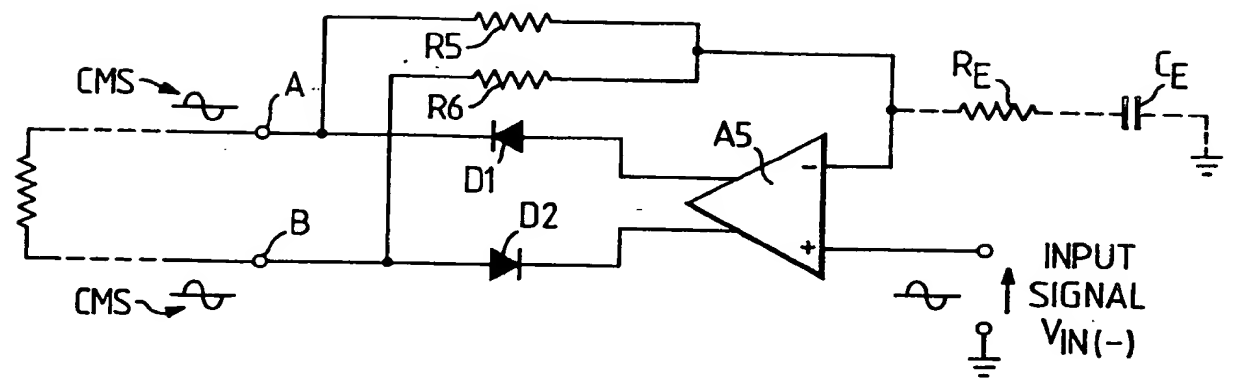 R5
CMS
A
R6
RE
CE
D1
A5
-
B
D2
+
CMS
INPUT
SIGNAL
VIN(-)